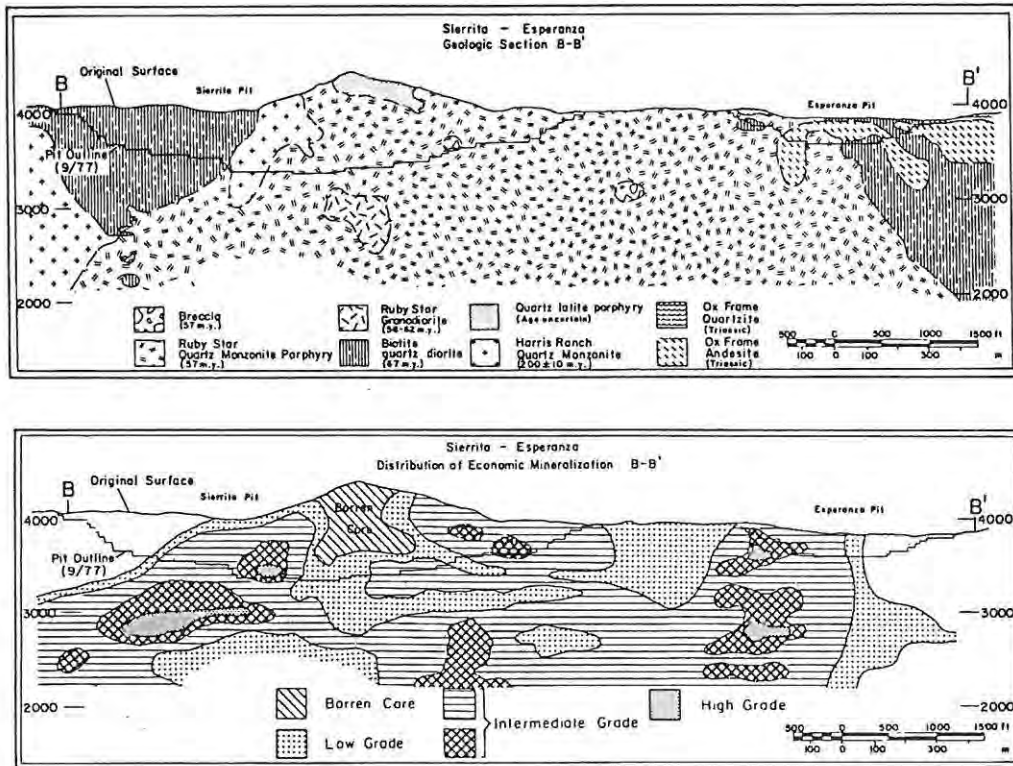 Sierrita - Esperanza
Geologic Section B-B'
B
Original Surface
Sierrita Pit
Esperanza Pit
B'
4000
4000
Pit Outline
(9/77)
3000
3000
2000
2000
Breccia
(57 m.y.)
Ruby Star
Granodiorite
(58-62 m.y.)
Quartz latite porphyry
(Age uncertain)
Ox Frame
Quartzite
(Triassic)
Ruby Star
Quartz Monzonite Porphyry
(57 m.y.)
Biotite
quartz diorite
(67 m.y.)
Harris Ranch
Quartz Monzonite
(200±10 m.y.)
Ox Frame
Andesite
(Triassic)
500 0 500 1000 1500 ft
100 0 100 300 m
Sierrita - Esperanza
Distribution of Economic Mineralization B-B'
B
Original Surface
Sierrita Pit
Barren
Core
Esperanza Pit
B'
4000
4000
Pit Outline
(9/77)
3000
3000
2000
2000
Barren Core
Intermediate Grade
High Grade
Low Grade
500 0 500 1000 1500 ft
100 0 100 300 m